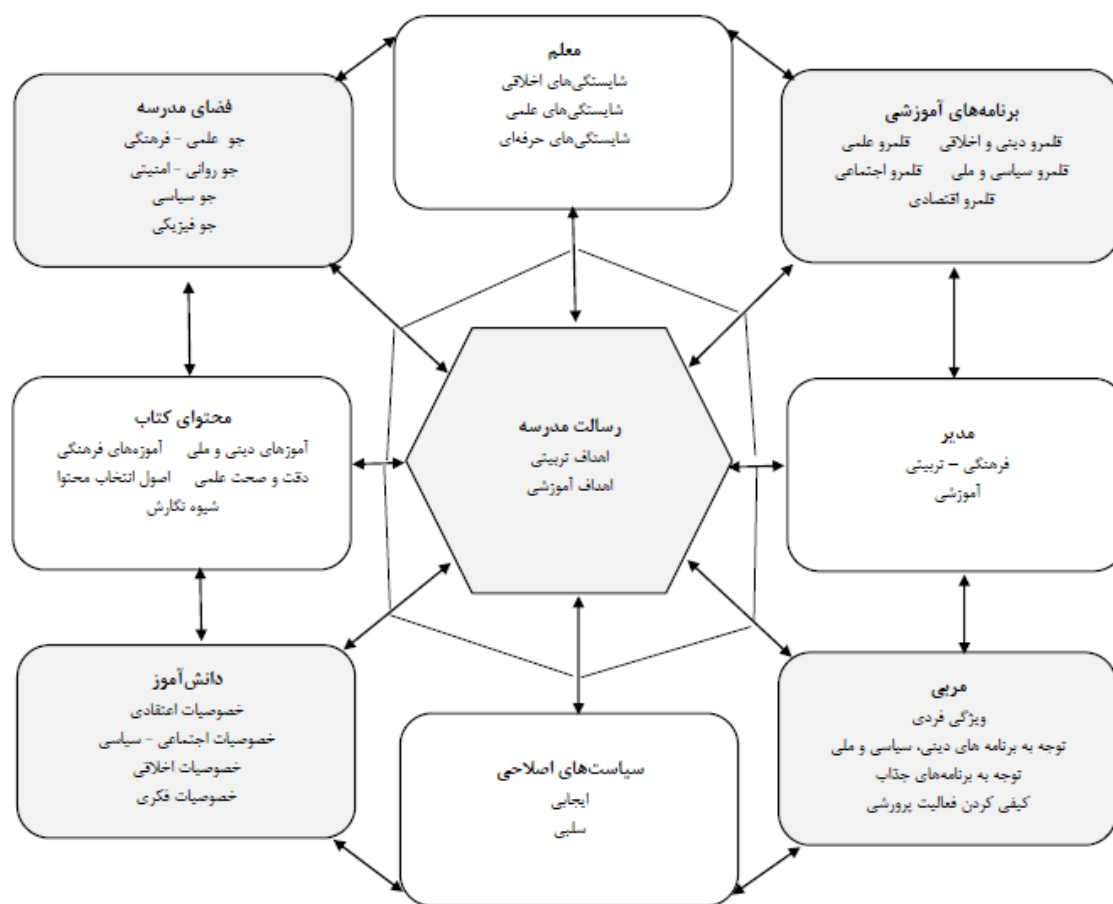 معلم
شایستگی‌های اخلاقی
شایستگی‌های علمی
شایستگی‌های حرفه‌ای
برنامه‌های آموزشی
قلمرو دینی و اخلاقی قلمرو علمی
قلمرو سیاسی و ملی قلمرو اجتماعی
قلمرو اقتصادی
فضای مدرسه
جو علمی - فرهنگی
جو روانی - امنیتی
جو سیاسی
جو فیزیکی
رسالت مدرسه
اهداف تربیتی
اهداف آموزشی
مدیر
فرهنگی – تربیتی
آموزشی
محتوای کتاب
آموزهای دینی و ملی آموزه‌های فرهنگی
دقت و صحت علمی اصول انتخاب محتوا
شیوه نگارش
مربی
ویژگی فردی
توجه به برنامه های دینی، سیاسی و ملی
توجه به برنامه‌های جذاب
کیفی کردن فعالیت پرورشی
سیاست‌های اصلاحی
ایجابی
سلبی
دانش‌آموز
خصوصیات اعتقادی
خصوصیات اجتماعی - سیاسی
خصوصیات اخلاقی
خصوصیات فکری